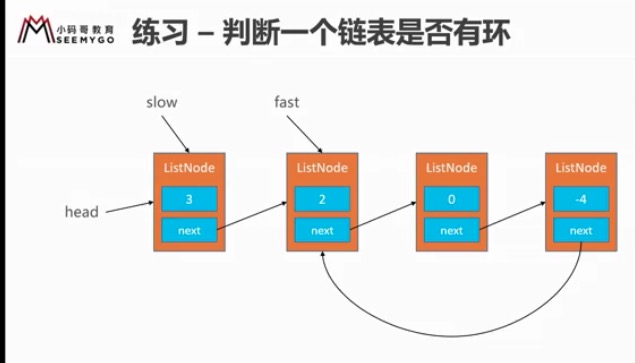 小码哥教育
SEEMYGO
练习 – 判断一个链表是否有环
slow
fast
head
ListNode
3
next
ListNode
2
next
ListNode
0
next
ListNode
-4
next